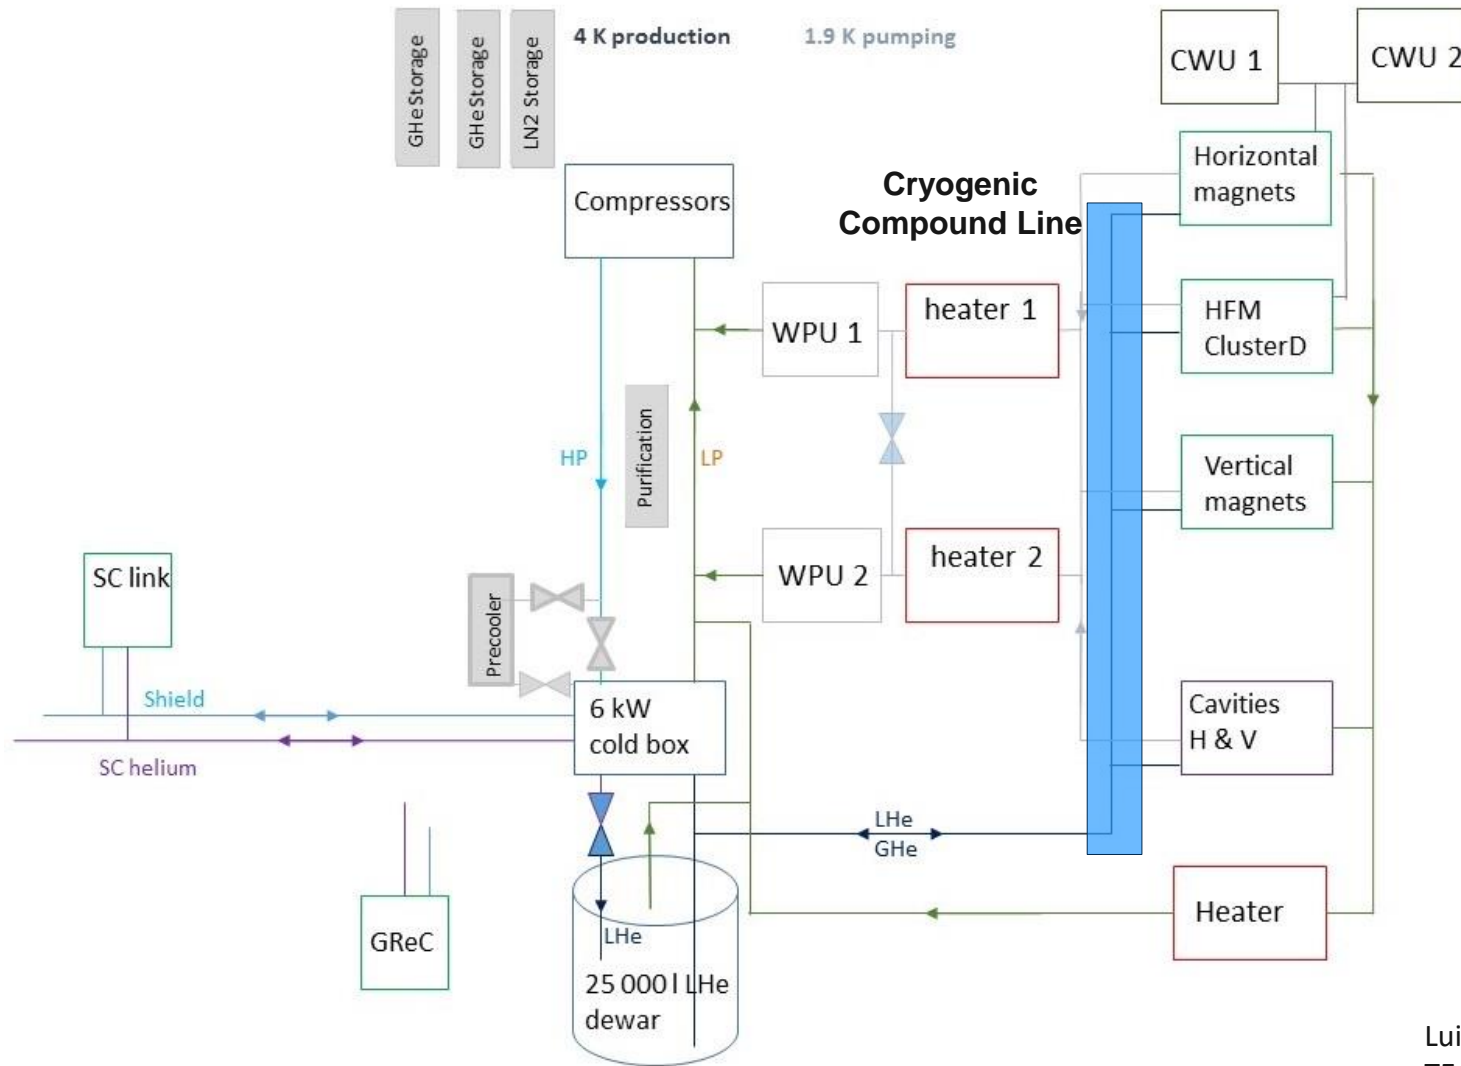 4 K production
1.9 K pumping
GHe Storage
GHe Storage
LN2 Storage
CWU 1
CWU 2
Compressors
Cryogenic
Compound Line
Horizontal
magnets
WPU 1
heater 1
HFM
ClusterD
HP
Purification
LP
Vertical
magnets
SC link
Precooler
WPU 2
heater 2
Shield
SC helium
6 kW
cold box
Cavities
H & V
LHe
GHe
GReC
LHe
25 000 l LHe
dewar
Heater
Lui